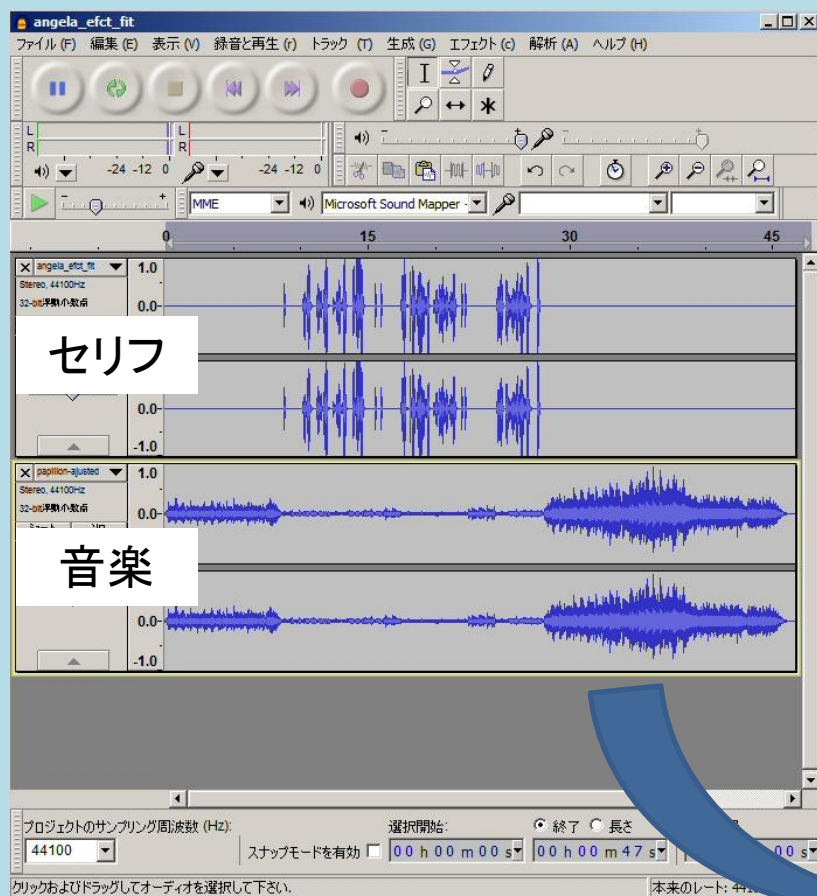 angela_efct_fit
ファイル (F) 編集 (E) 表示 (V) 録音と再生 (r) トラック (T) 生成 (G) エフェクト (c) 解析 (A) ヘルプ (H)
L
R
L
R
-24 -12 0
-24 -12 0
MME
Microsoft Sound Mapper -
0 15 30 45
angela_efct_fit
Stereo, 44100Hz
32-bit浮動小数点
1.0
0.0-
セリフ
0.0-
-1.0
papillon-ajusted
Stereo, 44100Hz
32-bit浮動小数点
1.0
0.0-
音楽
0.0-
-1.0
プロジェクトのサンプリング周波数 (Hz):
選択開始:
終了
長さ
44100
スナップモードを有効
00 h 00 m 00 s
00 h 00 m 47 s
00 s
クリックおよびドラッグしてオーディオを選択して下さい.
本来のレート: